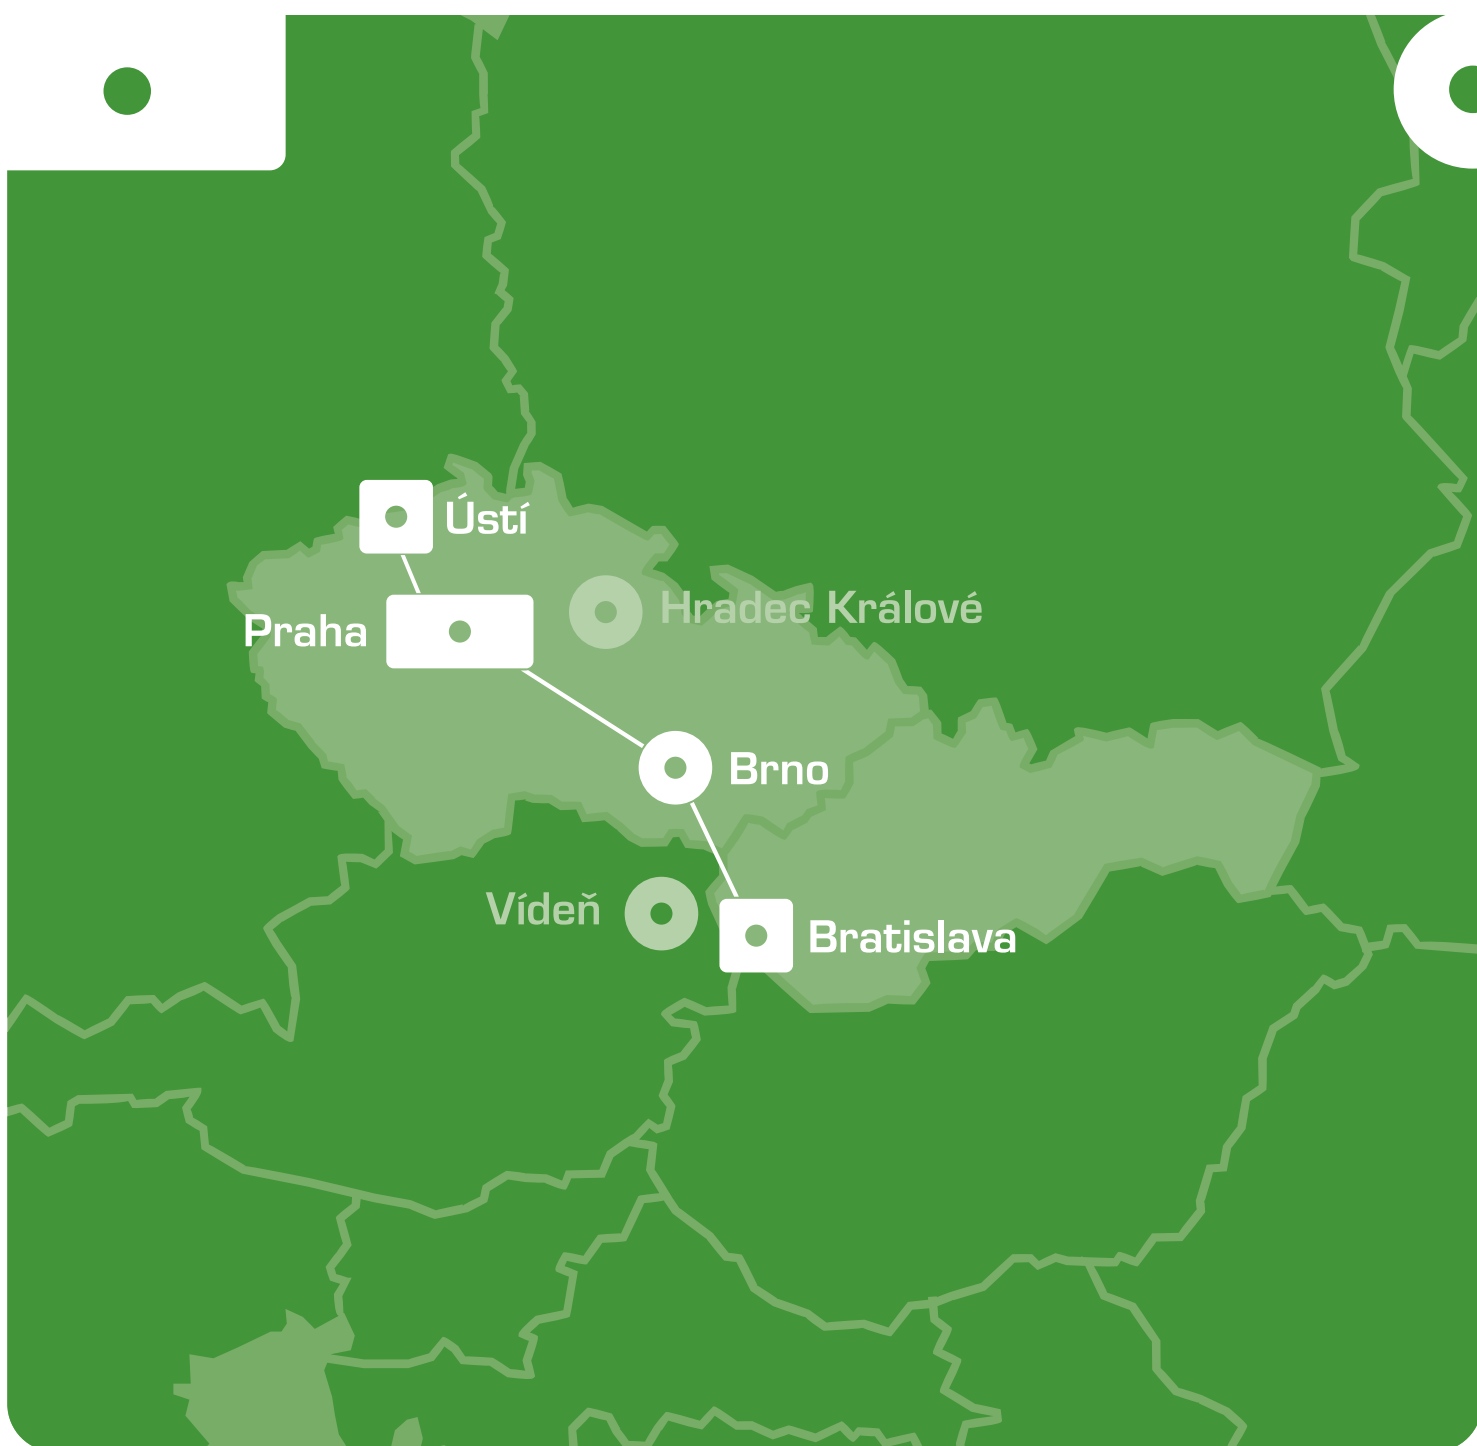 Ústí
Hradec Králové
Praha
Brno
Vídeň
Bratislava